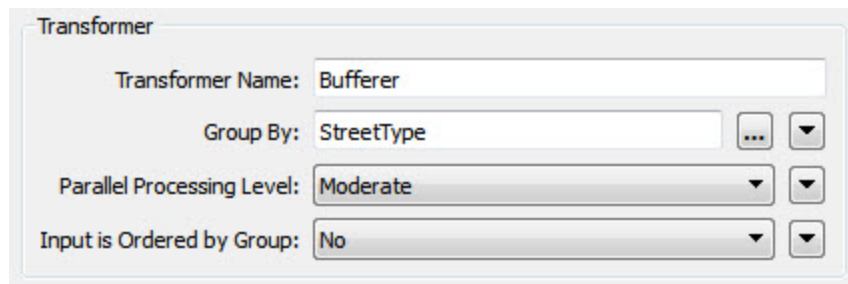 Transformer
Transformer Name: Bufferer
Group By: StreetType ...
Parallel Processing Level: Moderate
Input is Ordered by Group: No